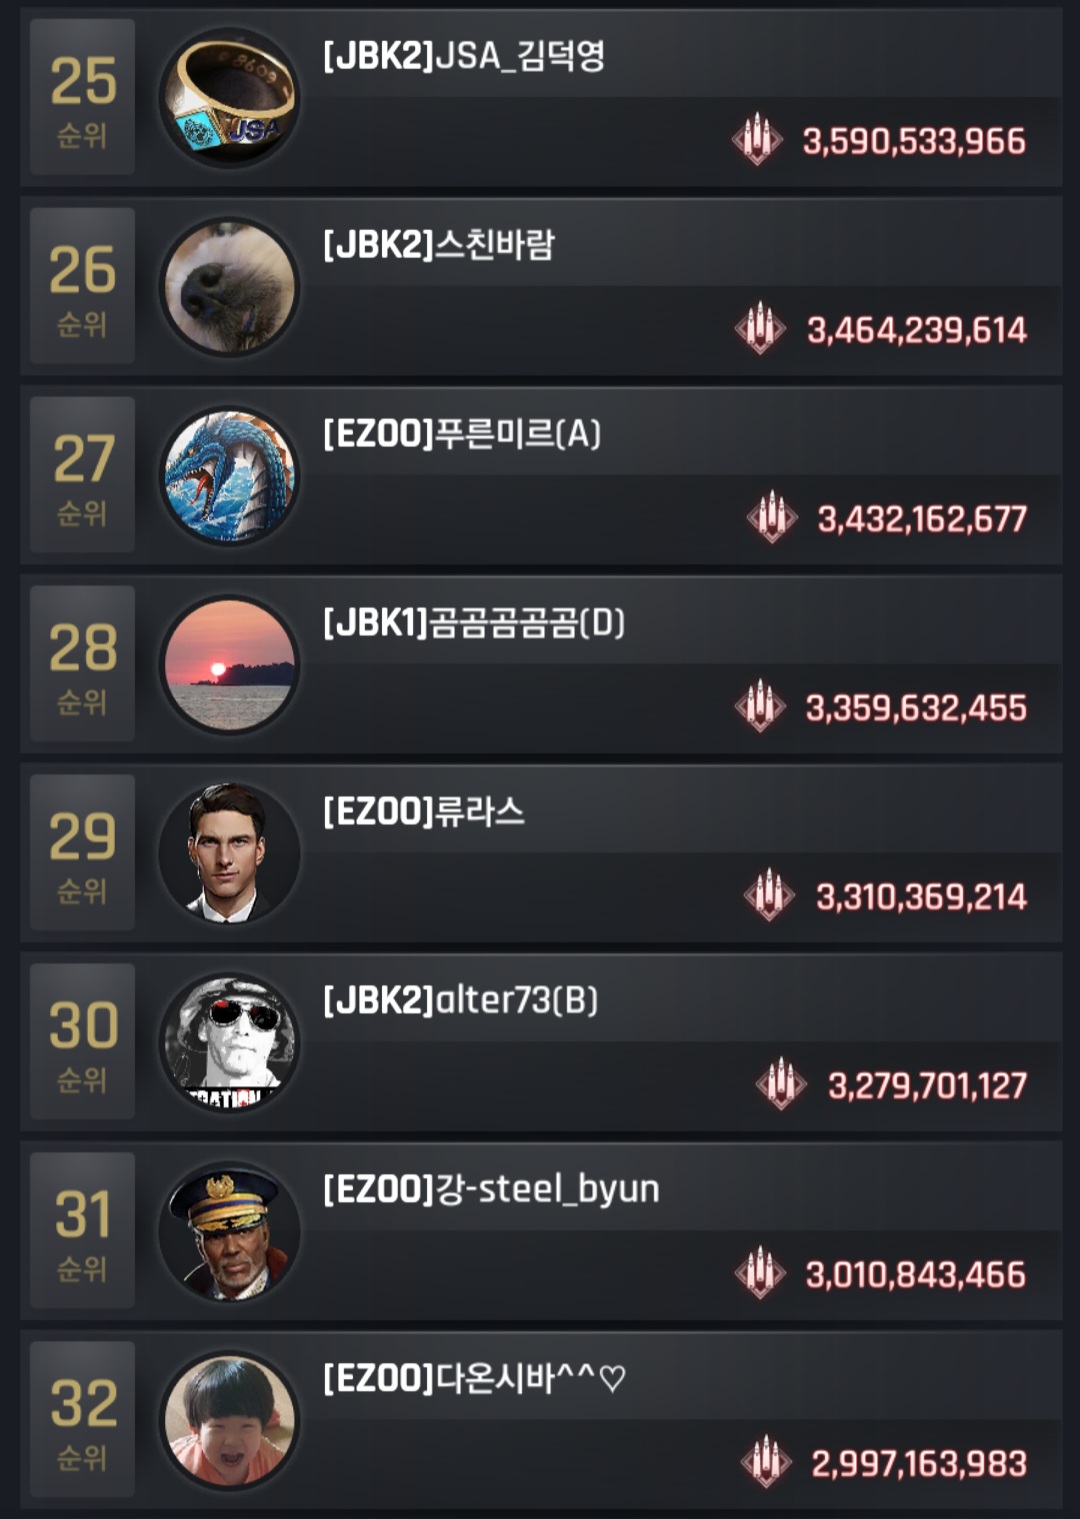 25
순위
[JBK2]JSA_김덕영
3,590,533,966
26
순위
[JBK2]스친바람
3,464,239,614
27
순위
[EZOO]푸른미르(A)
3,432,162,677
28
순위
[JBK1]곰곰곰곰곰(D)
3,359,632,455
29
순위
[EZOO]류라스
3,310,369,214
30
순위
[JBK2]alter73(B)
3,279,701,127
31
순위
[EZOO]강-steel_byun
3,010,843,466
32
순위
[EZOO]다온시바^^♡
2,997,163,983